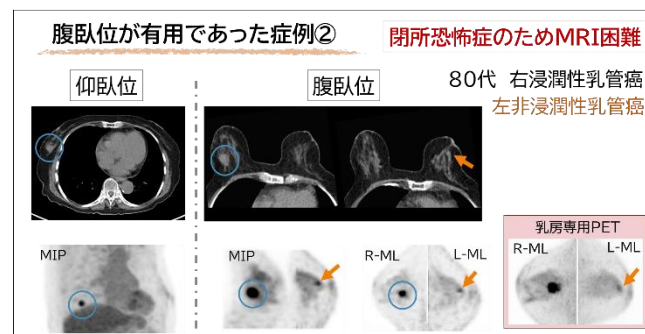 腹臥位が有用であった症例②
閉所恐怖症のためMRI困難
仰臥位
腹臥位
80代 右浸潤性乳管癌
左非浸潤性乳管癌
MIP
MIP
R-ML
L-ML
乳房専用PET
R-ML
L-ML